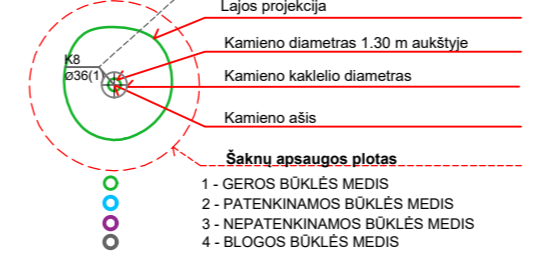 Lajos projekcija
Kamieno diametras 1.30 m aukštyje
K8
Ø36(1)
Kamieno kaklelio diametras
Kamieno ašis
Šaknų apsaugos plotas
1 - GEROS BŪKLĖS MEDIS
2 - PATENKINAMOS BŪKLĖS MEDIS
3 - NEPATENKINAMOS BŪKLĖS MEDIS
4 - BLOGOS BŪKLĖS MEDIS